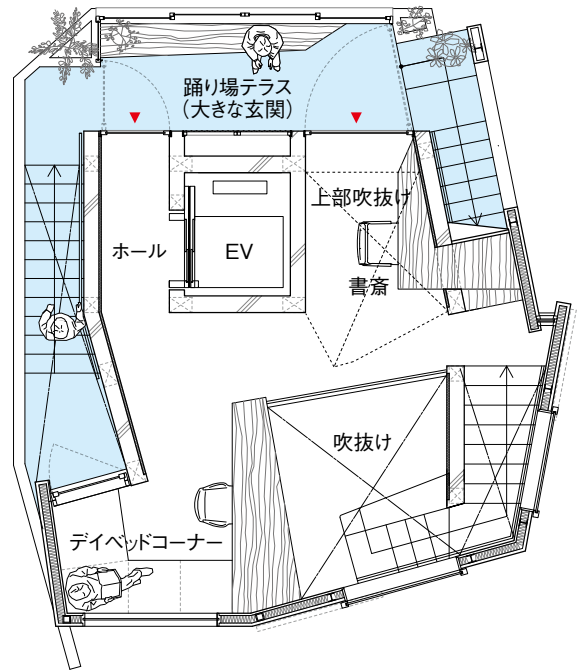 踊り場テラス
(大きな玄関)
上部吹抜け
ホール
EV
書斎
吹抜け
デイベッドコーナー